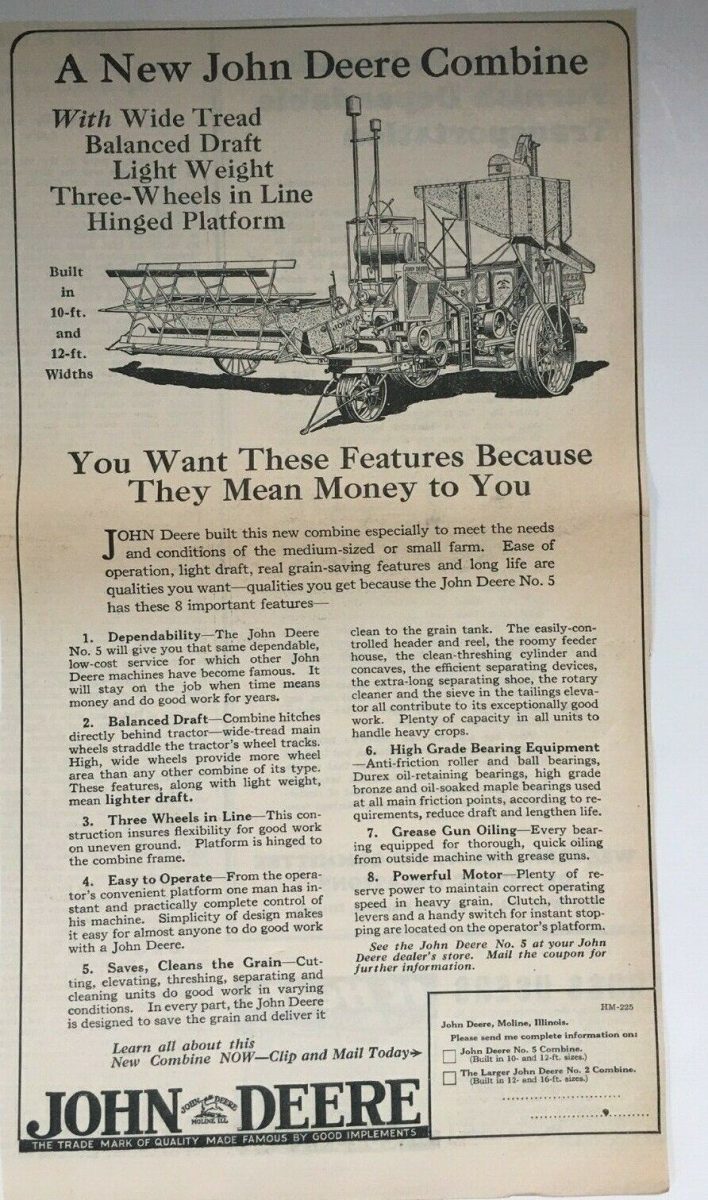 A New John Deere Combine
With Wide Tread
Balanced Draft
Light Weight
Three-Wheels in Line
Hinged Platform
Built
in
10-ft.
and
12-ft.
Widths
JOHN DEERE
You Want These Features Because
They Mean Money to You
JOHN Deere built this new combine especially to meet the needs
and conditions of the medium-sized or small farm. Ease of
operation, light draft, real grain-saving features and long life are
qualities you want—qualities you get because the John Deere No. 5
has these 8 important features—
1. Dependability—The John Deere
No. 5 will give you that same dependable,
low-cost service for which other John
Deere machines have become famous. It
will stay on the job when time means
money and do good work for years.
2. Balanced Draft—Combine hitches
directly behind tractor—wide-tread main
wheels straddle the tractor's wheel tracks.
High, wide wheels provide more wheel
area than any other combine of its type.
These features, along with light weight,
mean lighter draft.
3. Three Wheels in Line—This con-
struction insures flexibility for good work
on uneven ground. Platform is hinged to
the combine frame.
4. Easy to Operate—From the opera-
tor's convenient platform one man has in-
stant and practically complete control of
his machine. Simplicity of design makes
it easy for almost anyone to do good work
with a John Deere.
5. Saves, Cleans the Grain—Cut-
ting, elevating, threshing, separating and
cleaning units do good work in varying
conditions. In every part, the John Deere
is designed to save the grain and deliver it
clean to the grain tank. The easily-con-
trolled header and reel, the roomy feeder
house, the clean-threshing cylinder and
concaves, the efficient separating devices,
the extra-long separating shoe, the rotary
cleaner and the sieve in the tailings eleva-
tor all contribute to its exceptionally good
work. Plenty of capacity in all units to
handle heavy crops.
6. High Grade Bearing Equipment
—Anti-friction roller and ball bearings,
Durex oil-retaining bearings, high grade
bronze and oil-soaked maple bearings used
at all main friction points, according to re-
quirements, reduce draft and lengthen life.
7. Grease Gun Oiling—Every bear-
ing equipped for thorough, quick oiling
from outside machine with grease guns.
8. Powerful Motor—Plenty of re-
serve power to maintain correct operating
speed in heavy grain. Clutch, throttle
levers and a handy switch for instant stop-
ping are located on the operator's platform.
See the John Deere No. 5 at your John
Deere dealer's store. Mail the coupon for
further information.
Learn all about this
New Combine NOW—Clip and Mail Today
HM-225
John Deere, Moline, Illinois.
Please send me complete information on:
John Deere No. 5 Combine.
(Built in 10- and 12-ft. sizes.)
The Larger John Deere No. 2 Combine.
(Built in 12- and 16-ft. sizes.)
JOHN DEERE
JOHN DEERE
MOLINE ILL
THE TRADE MARK OF QUALITY MADE FAMOUS BY GOOD IMPLEMENTS